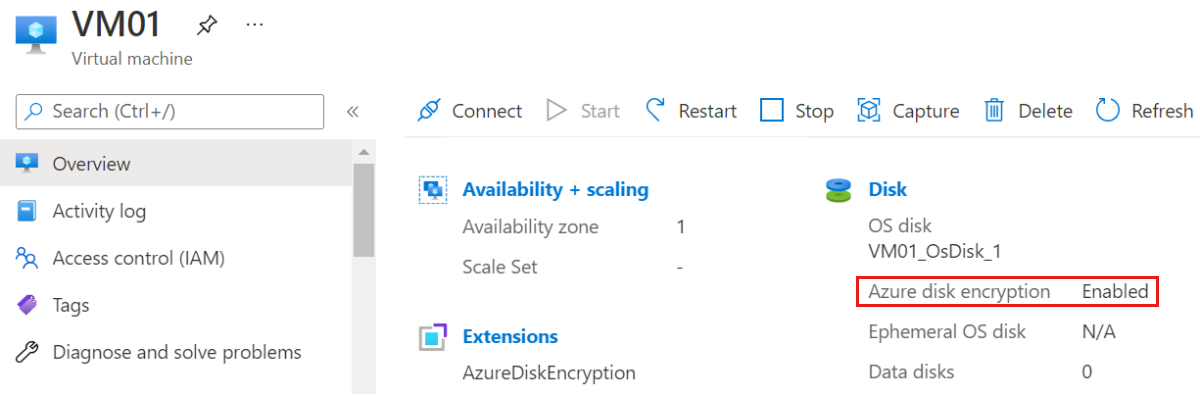 VM01
...
Virtual machine
Search (Ctrl+/)
«
Connect
Start
Restart
Stop
Capture
Delete
Refresh
Overview
Activity log
Access control (IAM)
Tags
Diagnose and solve problems
Availability + scaling
Availability zone 1
Scale Set -
Extensions
AzureDiskEncryption
Disk
OS disk
VM01_OsDisk_1
Azure disk encryption Enabled
Ephemeral OS disk N/A
Data disks 0